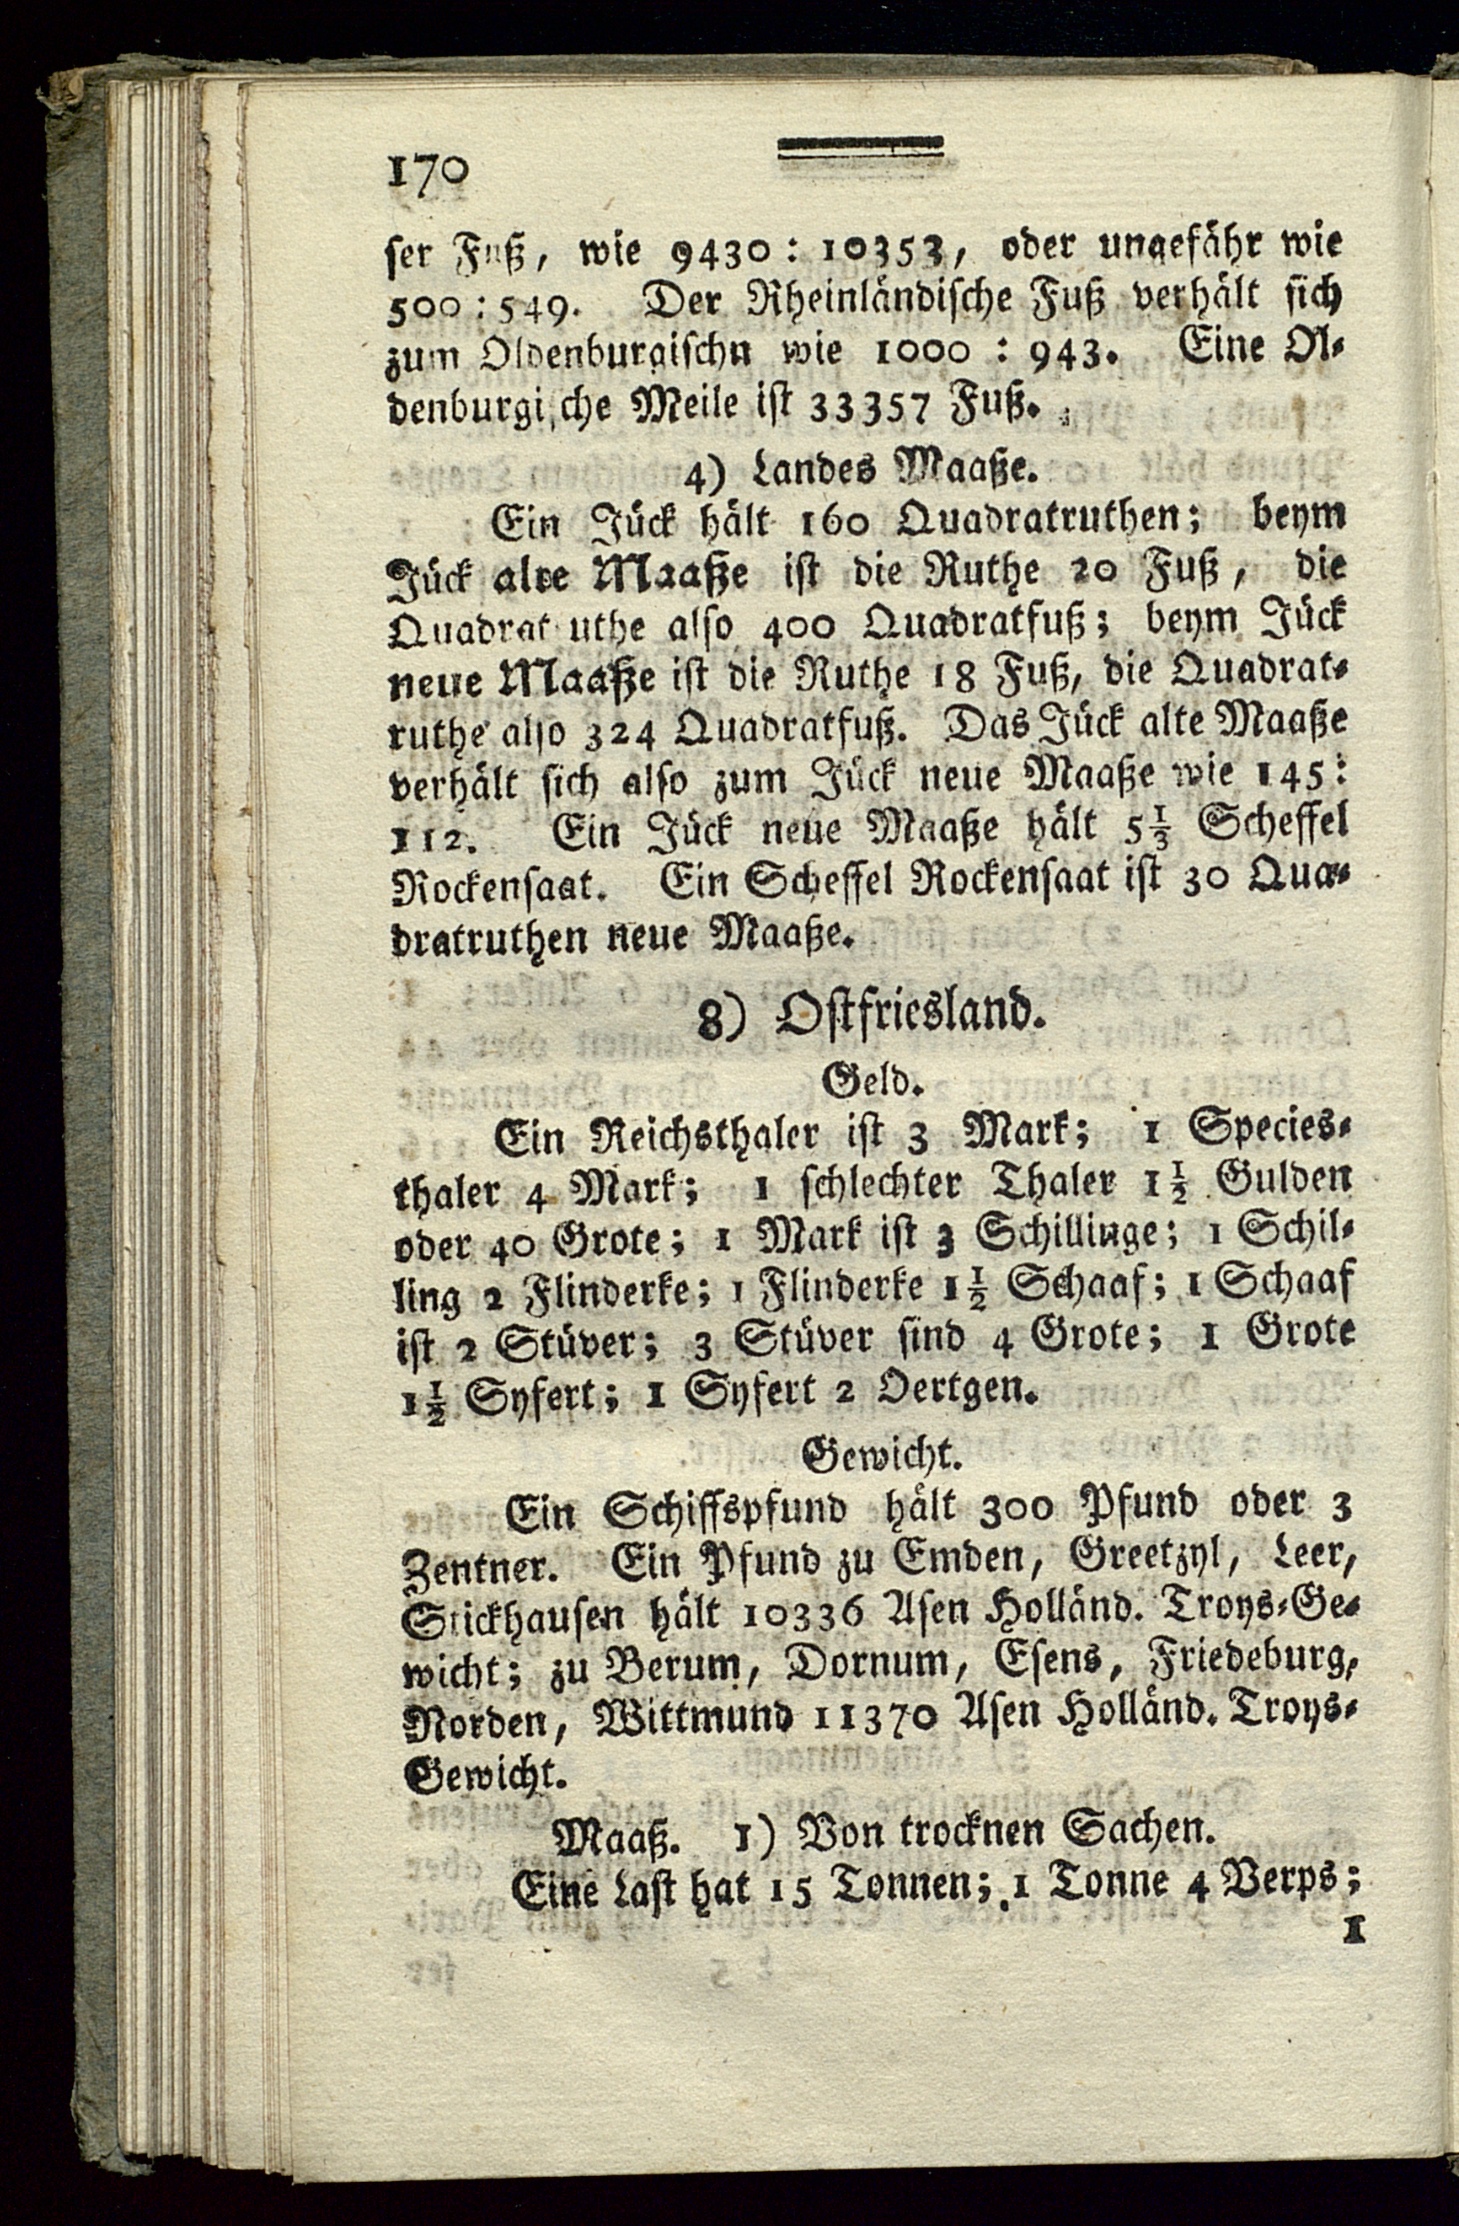 170
ser Fuß, wie 9430 : 10353, oder ungefähr wie
500 : 549. Der Rheinländische Fuß verhält sich
zum Oldenburgischn wie 1000 : 943. Eine Ol-
denburgische Meile ist 33357 Fuß.
4) Landes Maaße.
Ein Jück hält 160 Quadratruthen; beym
Jück alte Maaße ist die Ruthe 20 Fuß, die
Quadratruthe also 400 Quadratfuß; beym Jück
neue Maaße ist die Ruthe 18 Fuß, die Quadrat-
ruthe also 324 Quadratfuß. Das Jück alte Maaße
verhält sich also zum Jück neue Maaße wie 145 :
112. Ein Jück neue Maaße hält 5⅓ Scheffel
Rockensaat. Ein Scheffel Rockensaat ist 30 Qua-
dratruthen neue Maaße.
8) Ostfriesland.
Geld.
Ein Reichsthaler ist 3 Mark; 1 Species-
thaler 4 Mark; 1 schlechter Thaler 1½ Gulden
oder 40 Grote; 1 Mark ist 3 Schillinge; 1 Schil-
ling 2 Flinderke; 1 Flinderke 1½ Schaaf; 1 Schaaf
ist 2 Stüver; 3 Stüver sind 4 Grote; 1 Grote
1½ Syfert; 1 Syfert 2 Oertgen.
Gewicht.
Ein Schiffspfund hält 300 Pfund oder 3
Zentner. Ein Pfund zu Emden, Greetzyl, Leer,
Stickhausen hält 10336 Asen Holländ. Troys-Ge-
wicht; zu Berum, Dornum, Esens, Friedeburg,
Norden, Wittmund 11370 Asen Holländ. Troys-
Gewicht.
Maaß. 1) Von trocknen Sachen.
Eine Last hat 15 Tonnen; 1 Tonne 4 Verps;
1